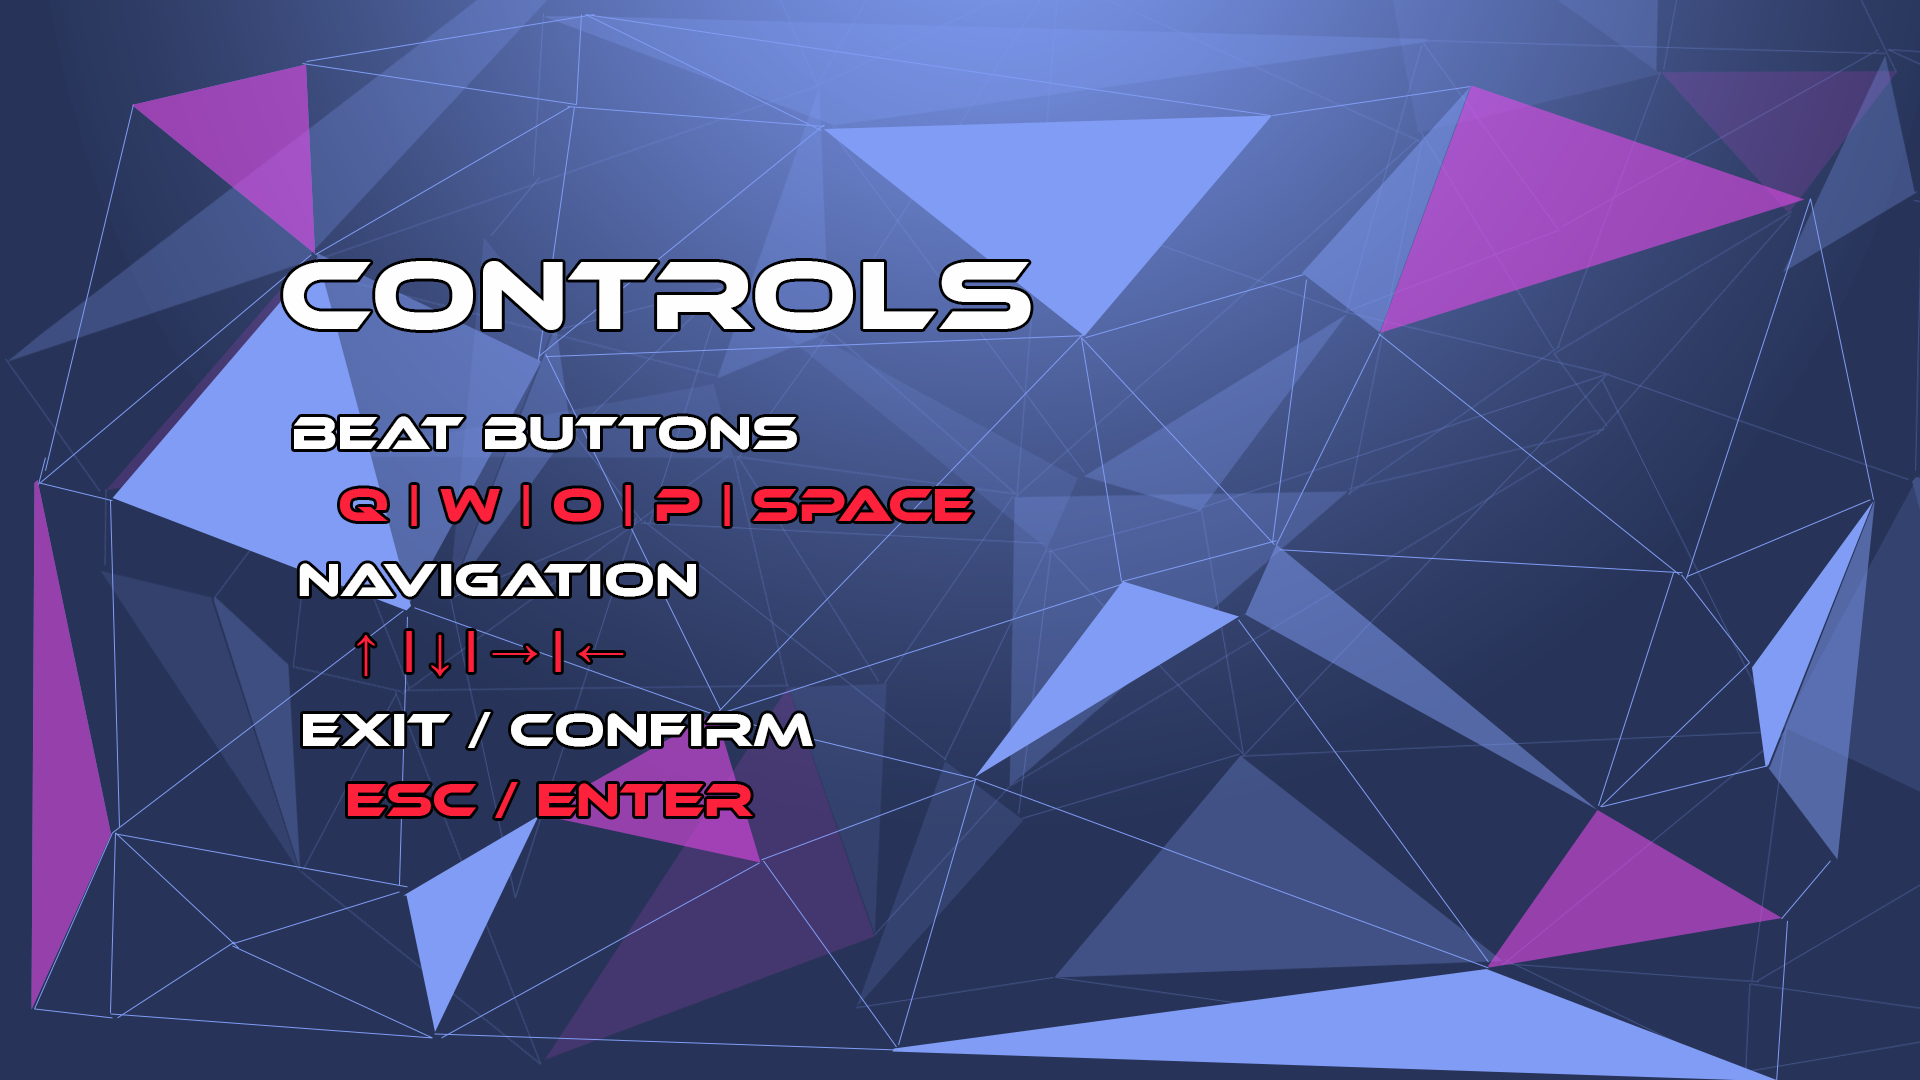 CONTROLS
BEAT BUTTONS
Q | W | O | P | SPACE
NAVIGATION
↑ | ↓ | → | ←
EXIT / CONFIRM
ESC / ENTER